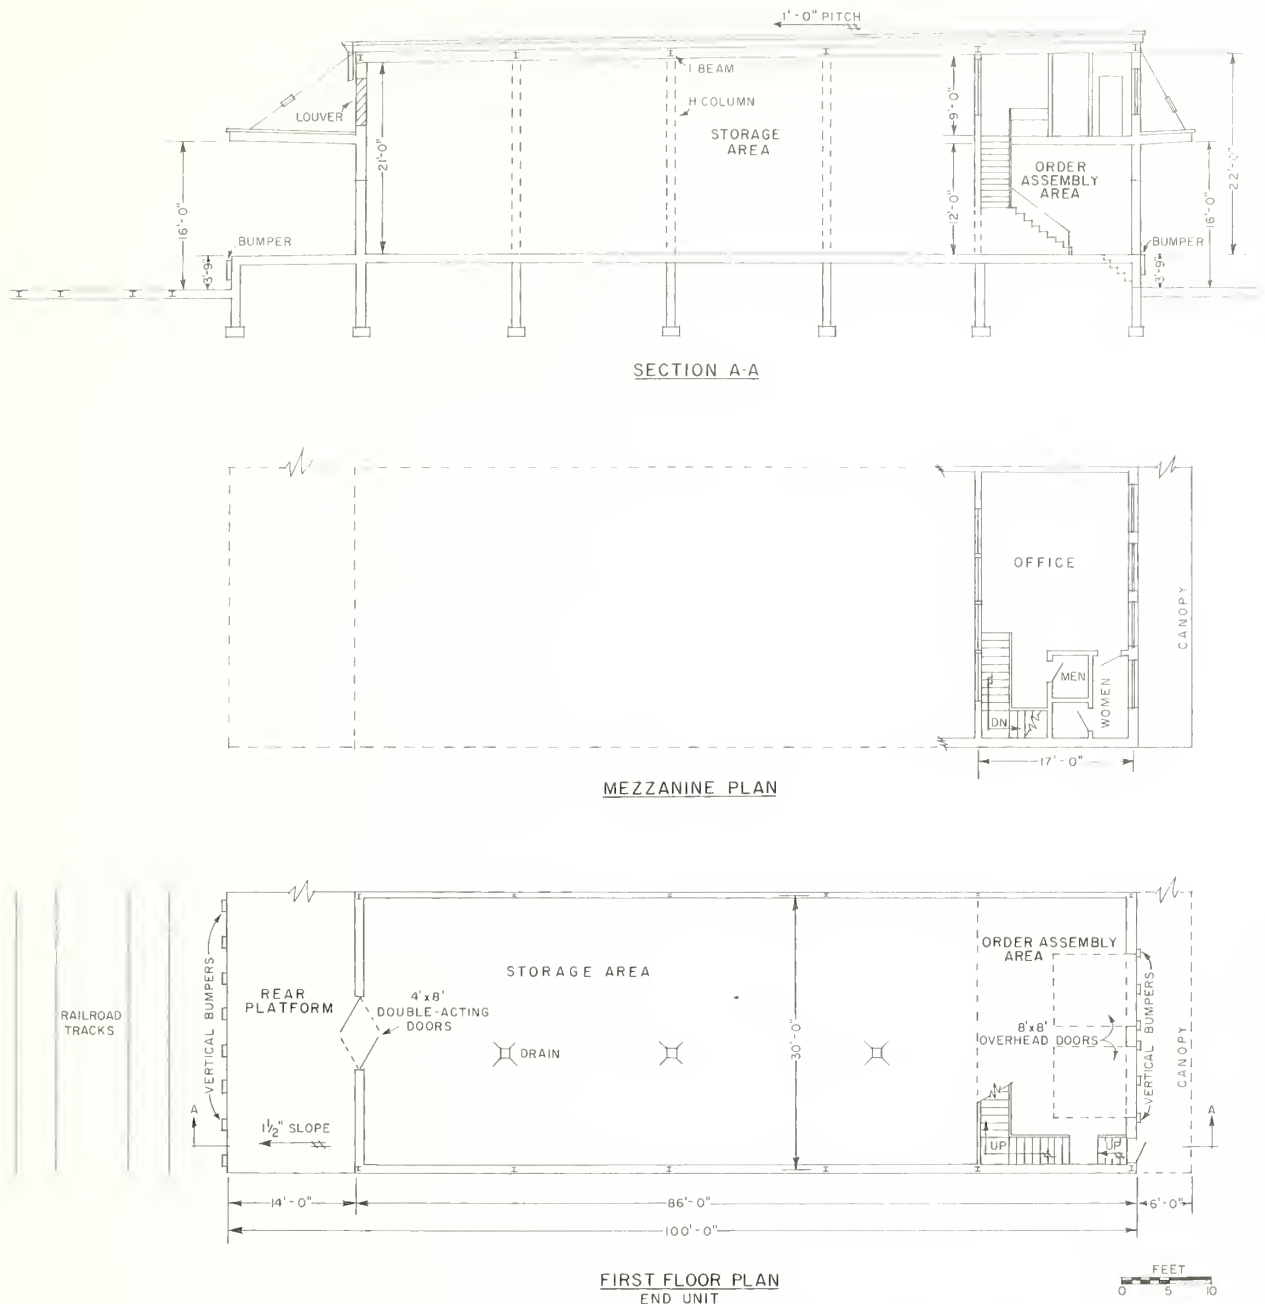 1'-0" PITCH
I BEAM
H COLUMN
LOUVER
STORAGE
AREA
9'-0"
21'-0"
12'-0"
ORDER
ASSEMBLY
AREA
22'-0"
16'-0"
16'-0"
BUMPER
BUMPER
3'-9"
3'-9"
SECTION A-A
OFFICE
CANOPY
MEN
WOMEN
DN
17'-0"
MEZZANINE PLAN
RAILROAD
TRACKS
VERTICAL BUMPERS
REAR
PLATFORM
4'x8'
DOUBLE-ACTING
DOORS
STORAGE AREA
DRAIN
30'-0"
ORDER ASSEMBLY
AREA
8'x8'
OVERHEAD DOORS
VERTICAL BUMPERS
CANOPY
A
A
1 1/2" SLOPE
UP
UP
14'-0"
86'-0"
6'-0"
100'-0"
FIRST FLOOR PLAN
END UNIT
FEET
0 5 10